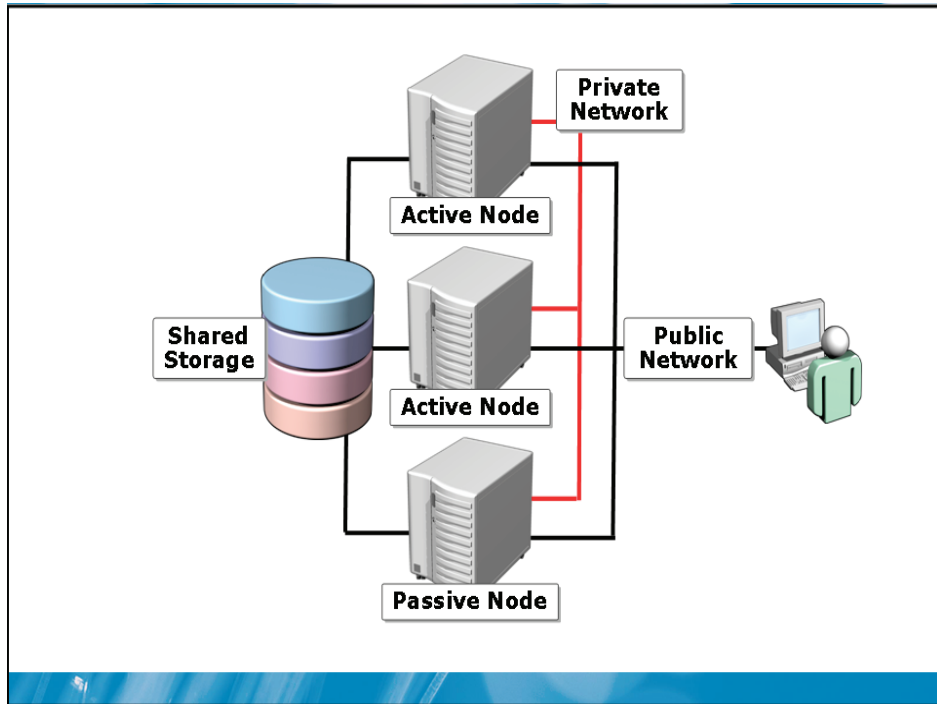 Private
Network
Active Node
Shared
Storage
Active Node
Public
Network
Passive Node